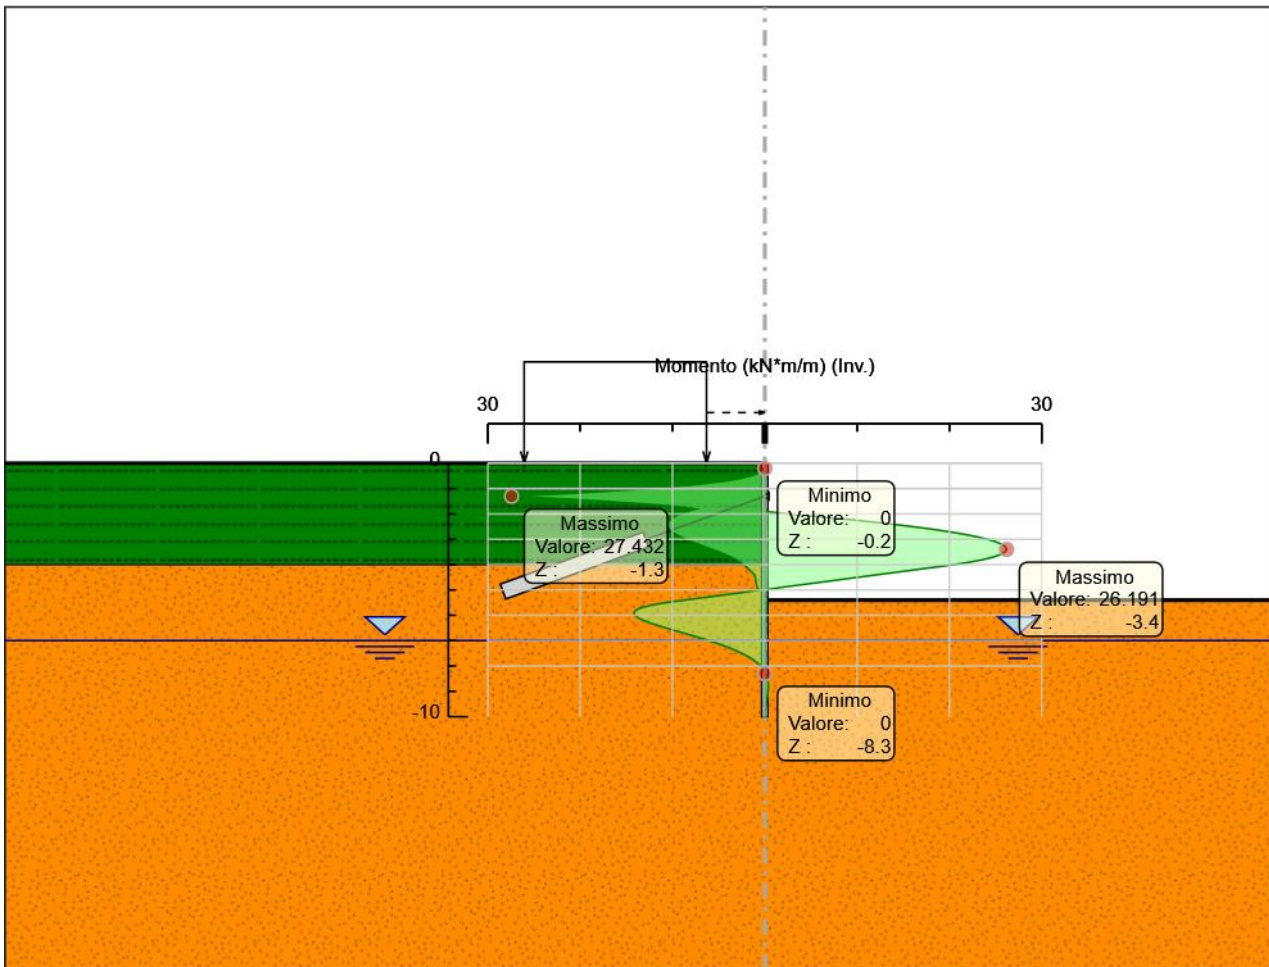 Momento (kN*m/m) (Inv.)
30
30
0
Minimo
Valore: 0
Z : -0.2
Massimo
Valore: 27.432
Z : -1.3
Massimo
Valore: 26.191
Z : -3.4
-10
Minimo
Valore: 0
Z : -8.3